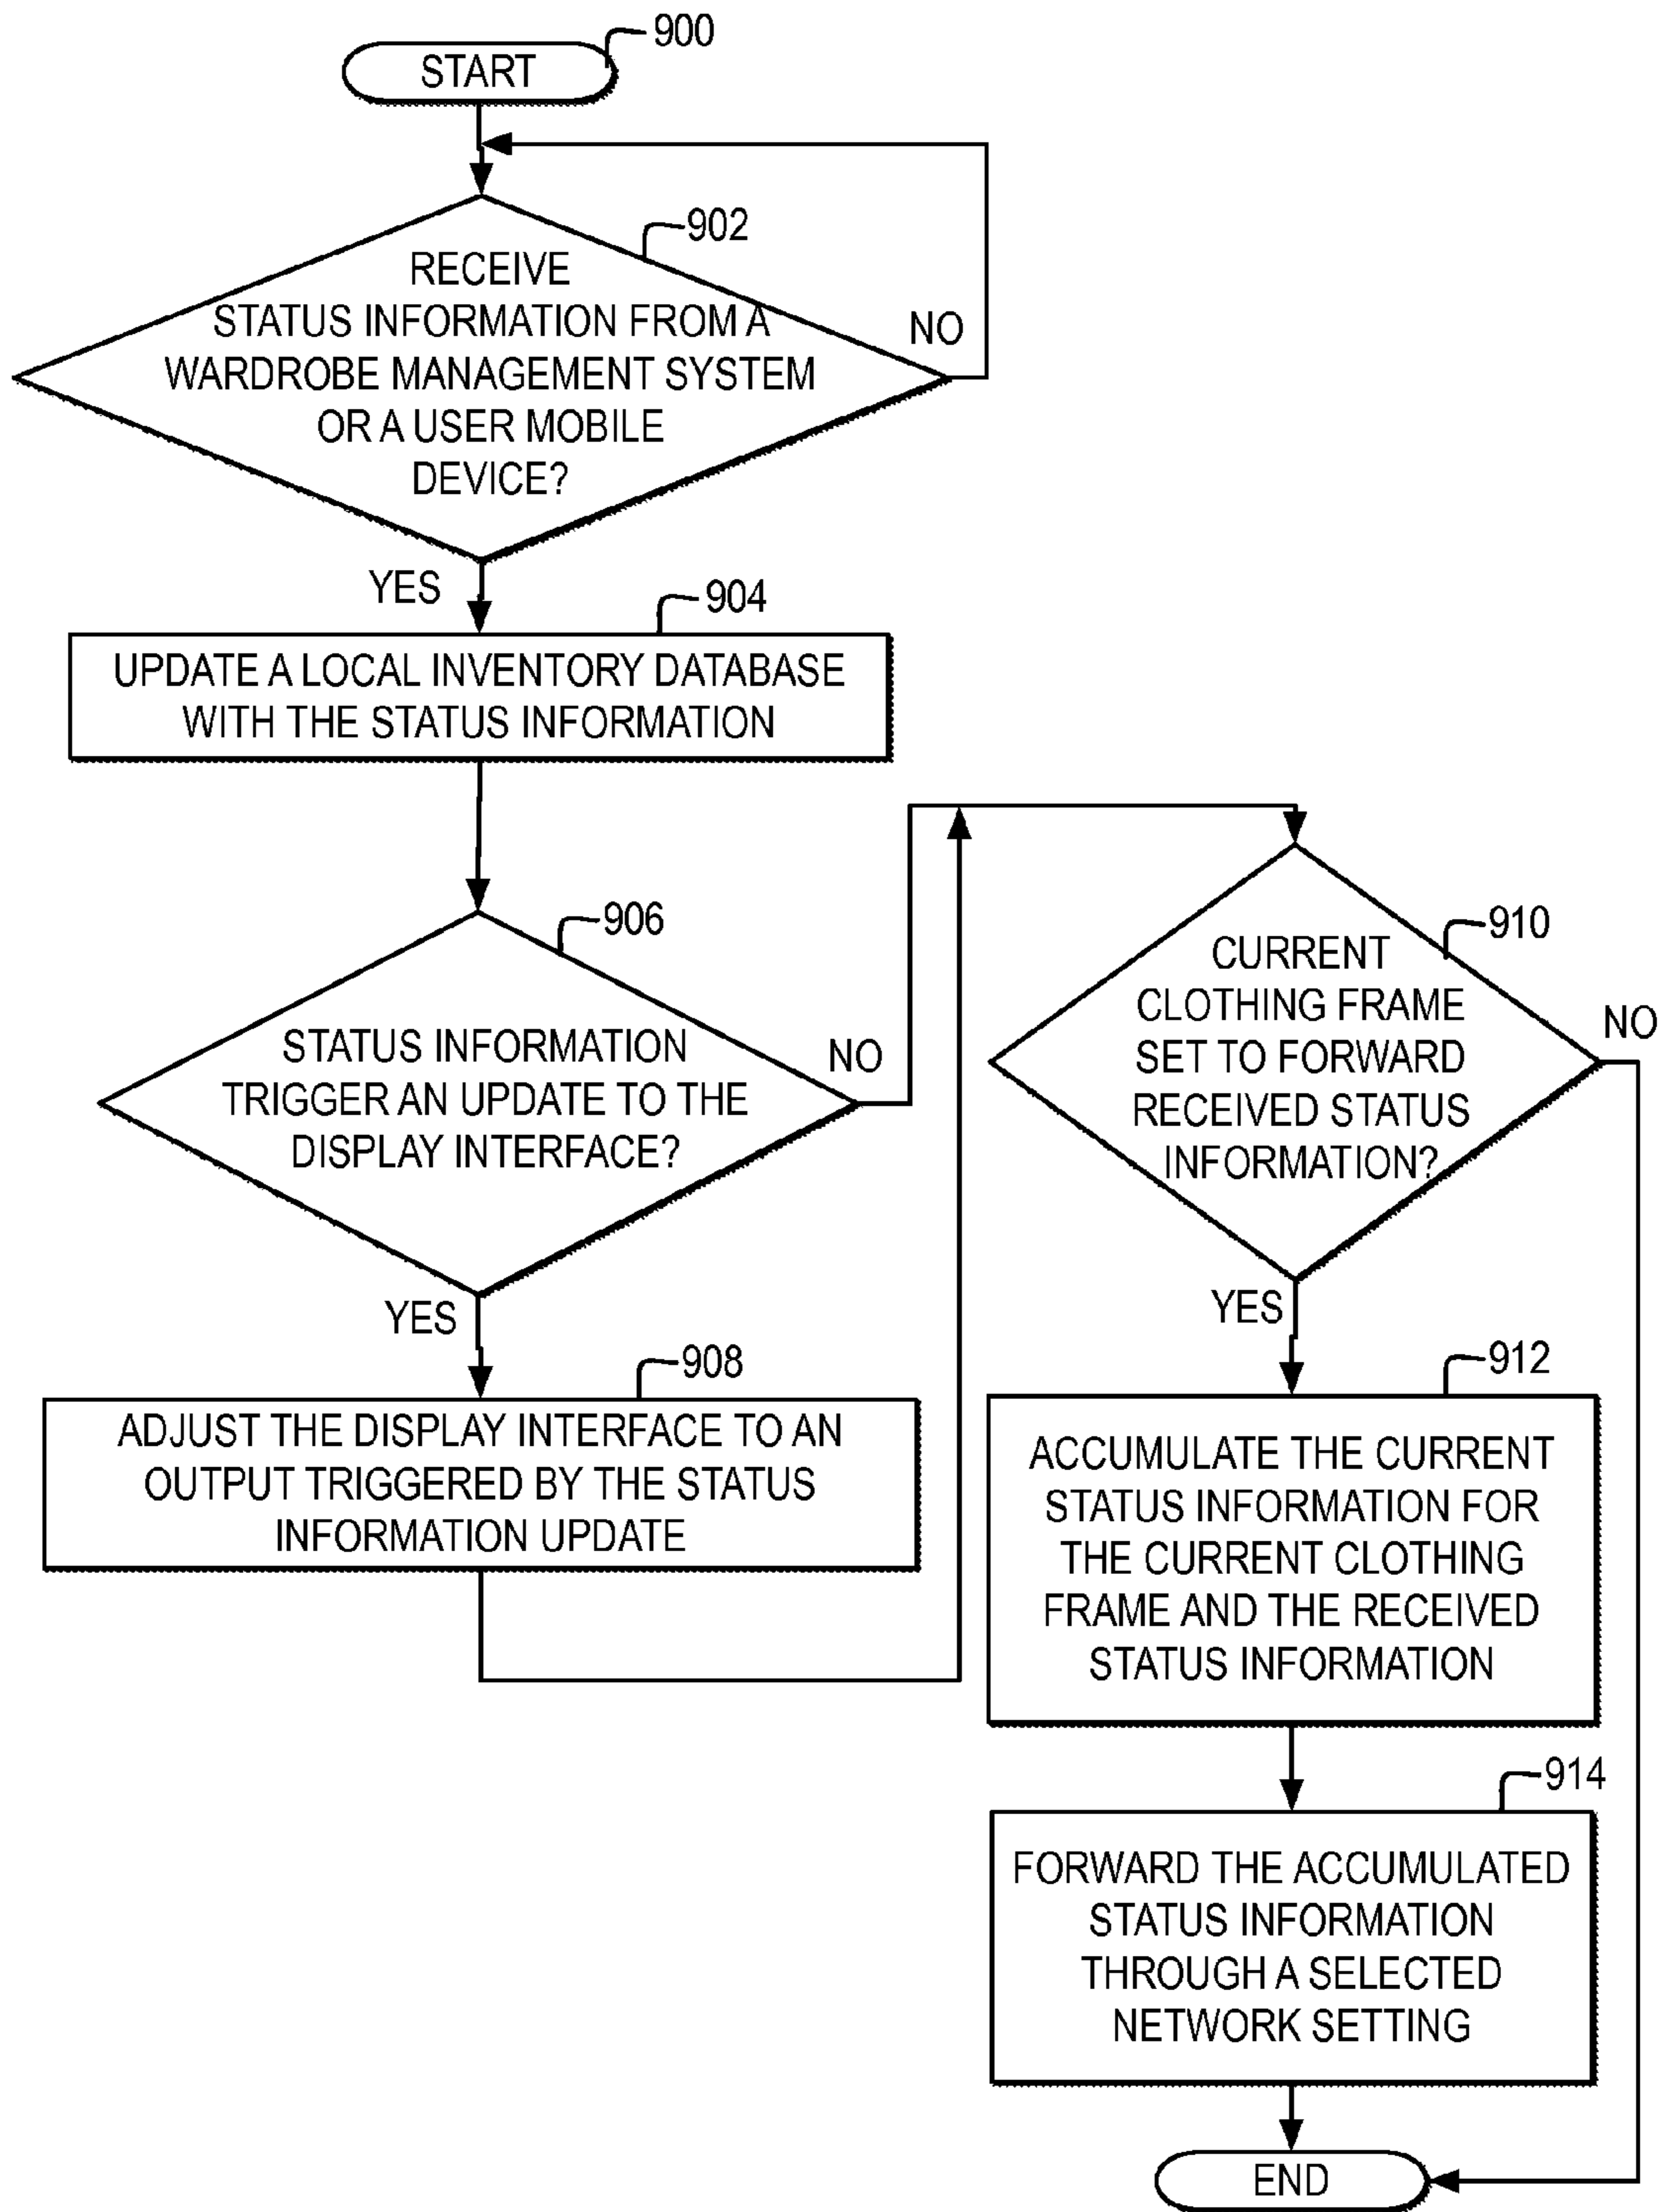 900
START
902
RECEIVE
STATUS INFORMATION FROM A
WARDROBE MANAGEMENT SYSTEM
OR A USER MOBILE
DEVICE?
NO
YES
904
UPDATE A LOCAL INVENTORY DATABASE
WITH THE STATUS INFORMATION
906
STATUS INFORMATION
TRIGGER AN UPDATE TO THE
DISPLAY INTERFACE?
NO
YES
908
ADJUST THE DISPLAY INTERFACE TO AN
OUTPUT TRIGGERED BY THE STATUS
INFORMATION UPDATE
910
CURRENT
CLOTHING FRAME
SET TO FORWARD
RECEIVED STATUS
INFORMATION?
NO
YES
912
ACCUMULATE THE CURRENT
STATUS INFORMATION FOR
THE CURRENT CLOTHING
FRAME AND THE RECEIVED
STATUS INFORMATION
914
FORWARD THE ACCUMULATED
STATUS INFORMATION
THROUGH A SELECTED
NETWORK SETTING
END